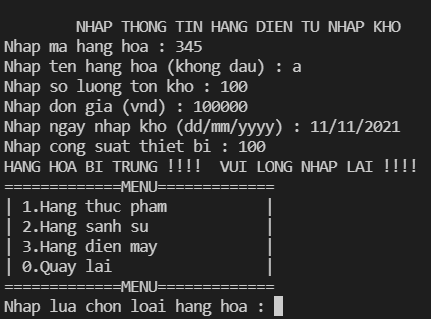 NHAP THONG TIN HANG DIEN TU NHAP KHO
Nhap ma hang hoa : 345
Nhap ten hang hoa (khong dau) : a
Nhap so luong ton kho : 100
Nhap don gia (vnd) : 100000
Nhap ngay nhap kho (dd/mm/yyyy) : 11/11/2021
Nhap cong suat thiet bi : 100
HANG HOA BI TRUNG !!!!  VUI LONG NHAP LAI !!!!
=============MENU=============
| 1.Hang thuc pham           |
| 2.Hang sanh su             |
| 3.Hang dien may            |
| 0.Quay lai                 |
=============MENU=============
Nhap lua chon loai hang hoa :